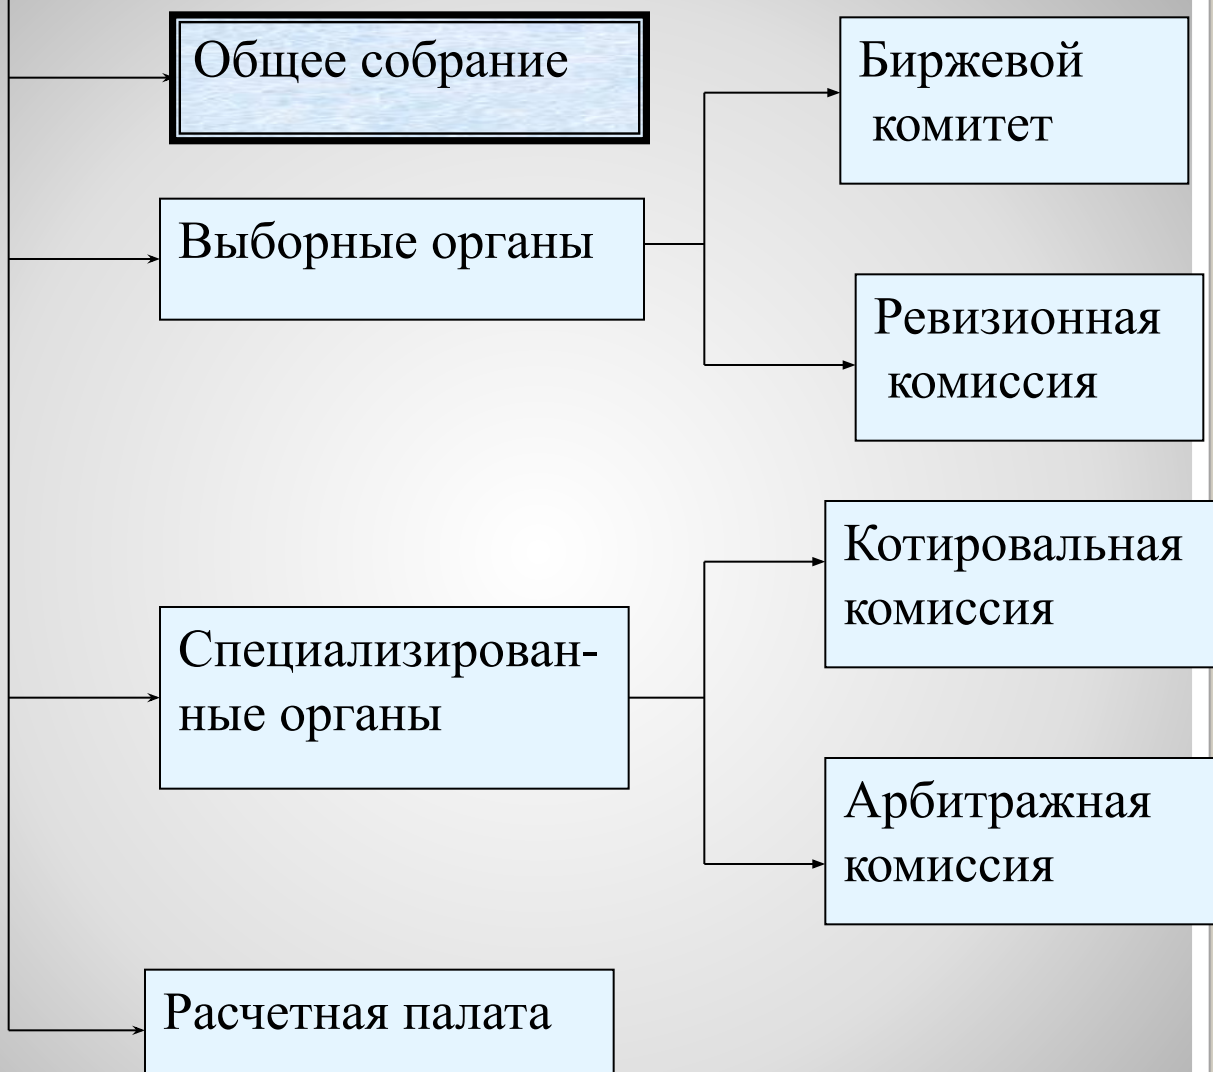 Общее собрание
Выборные органы
Биржевой
комитет
Ревизионная
комиссия
Специализирован-
ные органы
Котировальная
комиссия
Арбитражная
комиссия
Расчетная палата